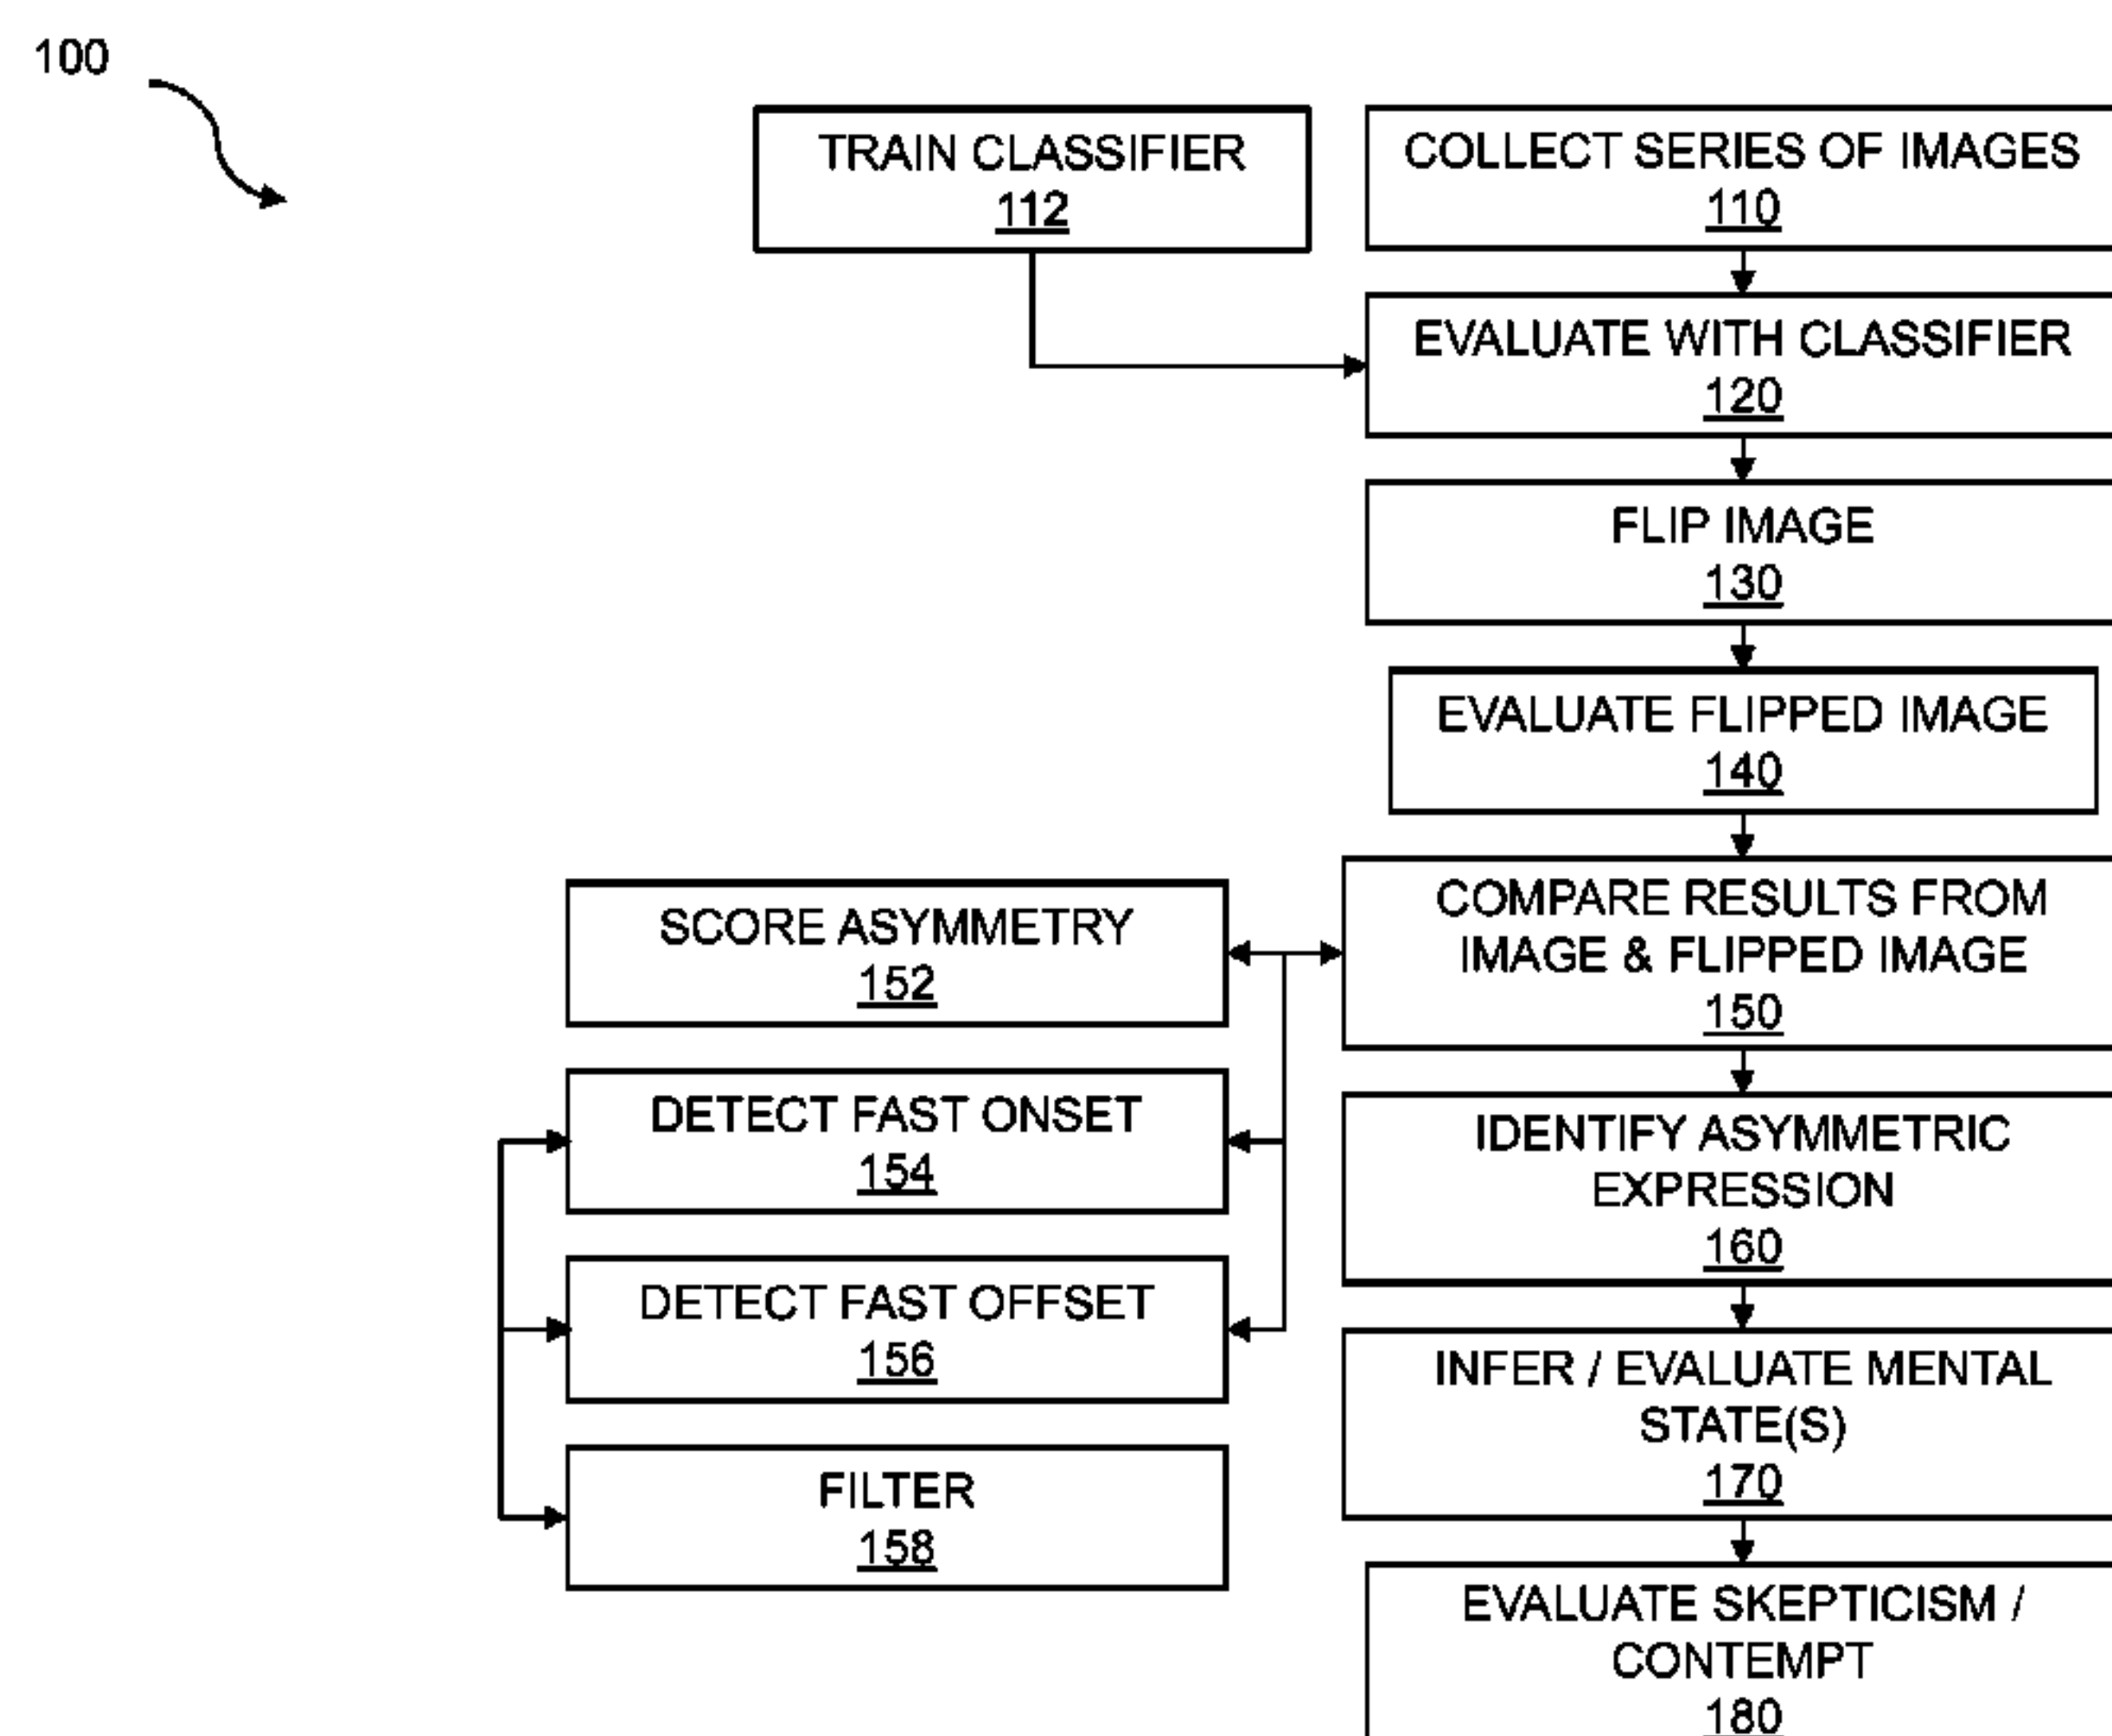 100
TRAIN CLASSIFIER
112
COLLECT SERIES OF IMAGES
110
EVALUATE WITH CLASSIFIER
120
FLIP IMAGE
130
EVALUATE FLIPPED IMAGE
140
COMPARE RESULTS FROM
IMAGE & FLIPPED IMAGE
150
SCORE ASYMMETRY
152
DETECT FAST ONSET
154
DETECT FAST OFFSET
156
FILTER
158
IDENTIFY ASYMMETRIC
EXPRESSION
160
INFER / EVALUATE MENTAL
STATE(S)
170
EVALUATE SKEPTICISM /
CONTEMPT
180